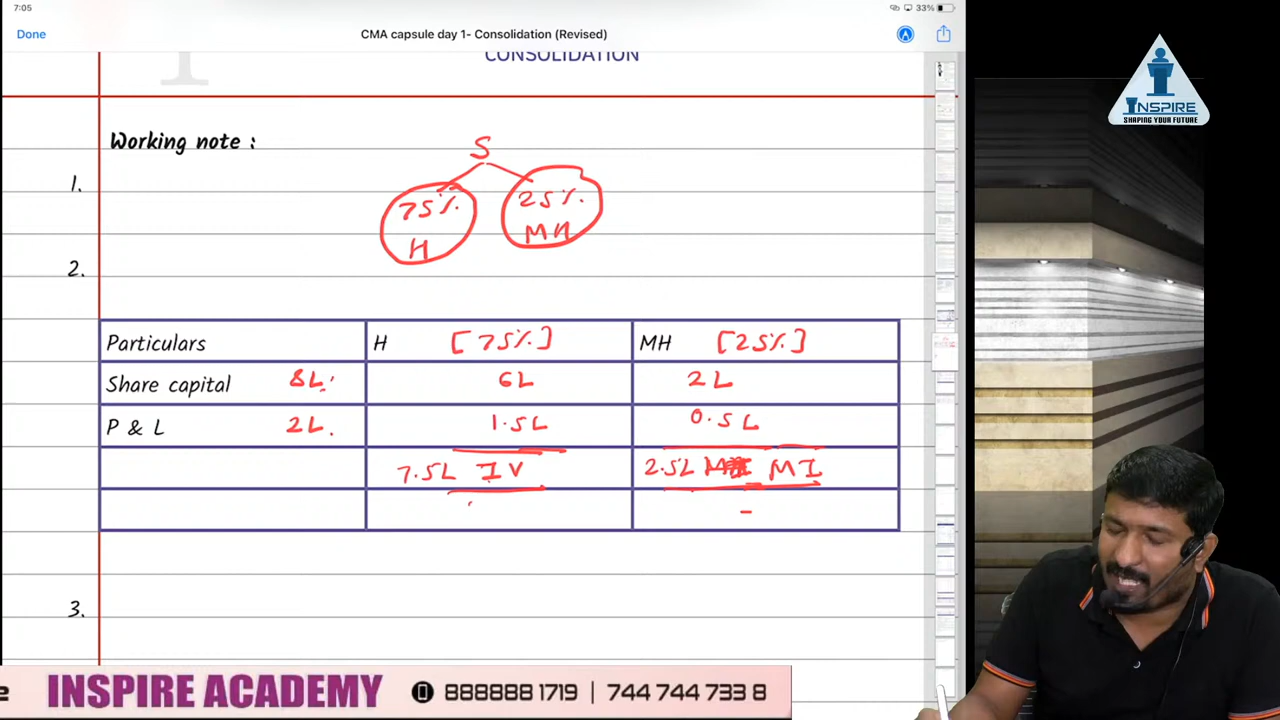 7:05
33%
Done
CMA capsule day 1- Consolidation (Revised)
CONSOLIDATION
INSPIRE
SHAPING YOUR FUTURE
Working note :
S
1.
75% 25%
H MH
2.
Particulars H [75%] MH [25%]
Share capital 8L. 6L 2L
P & L 2L. 1.5L 0.5L
7.5L IV 2.5L MI
3.
INSPIRE ACADEMY 888888 1719 | 744 744 733 8